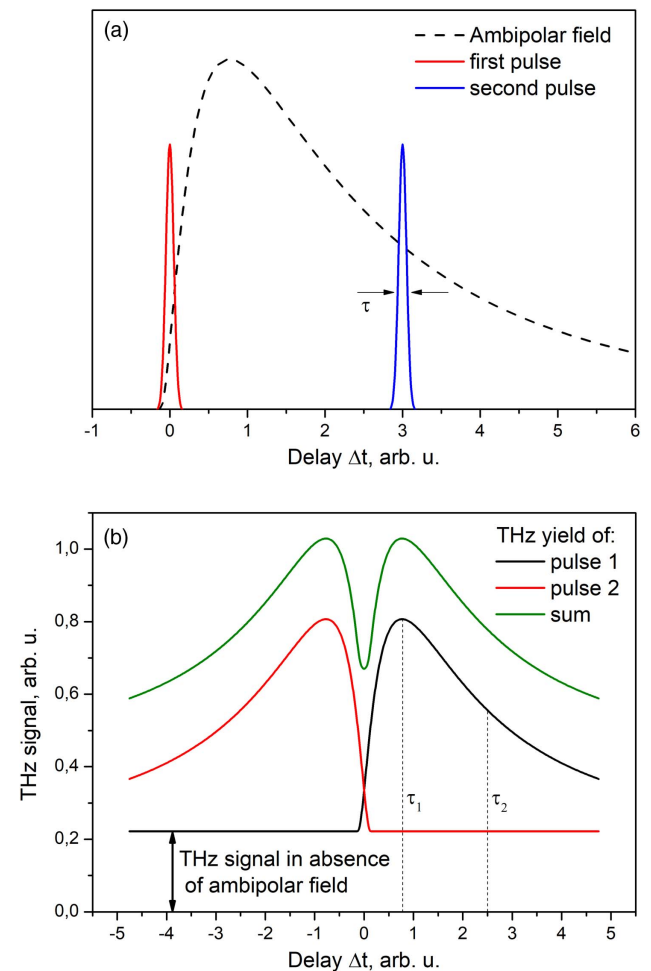 (a)
Ambipolar field
first pulse
second pulse
τ
-1 0 1 2 3 4 5 6
Delay Δt, arb. u.
(b)
THz yield of:
pulse 1
pulse 2
sum
1,0
0,8
0,6
0,4
0,2
0,0
THz signal, arb. u.
τ1
τ2
THz signal in absence
of ambipolar field
-5 -4 -3 -2 -1 0 1 2 3 4 5
Delay Δt, arb. u.